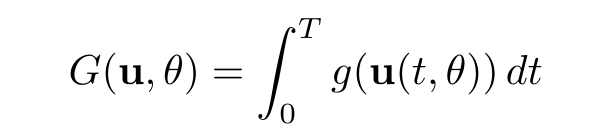 G(𝐮, θ) = ∫₀ᵀ g(𝐮(t, θ)) dt